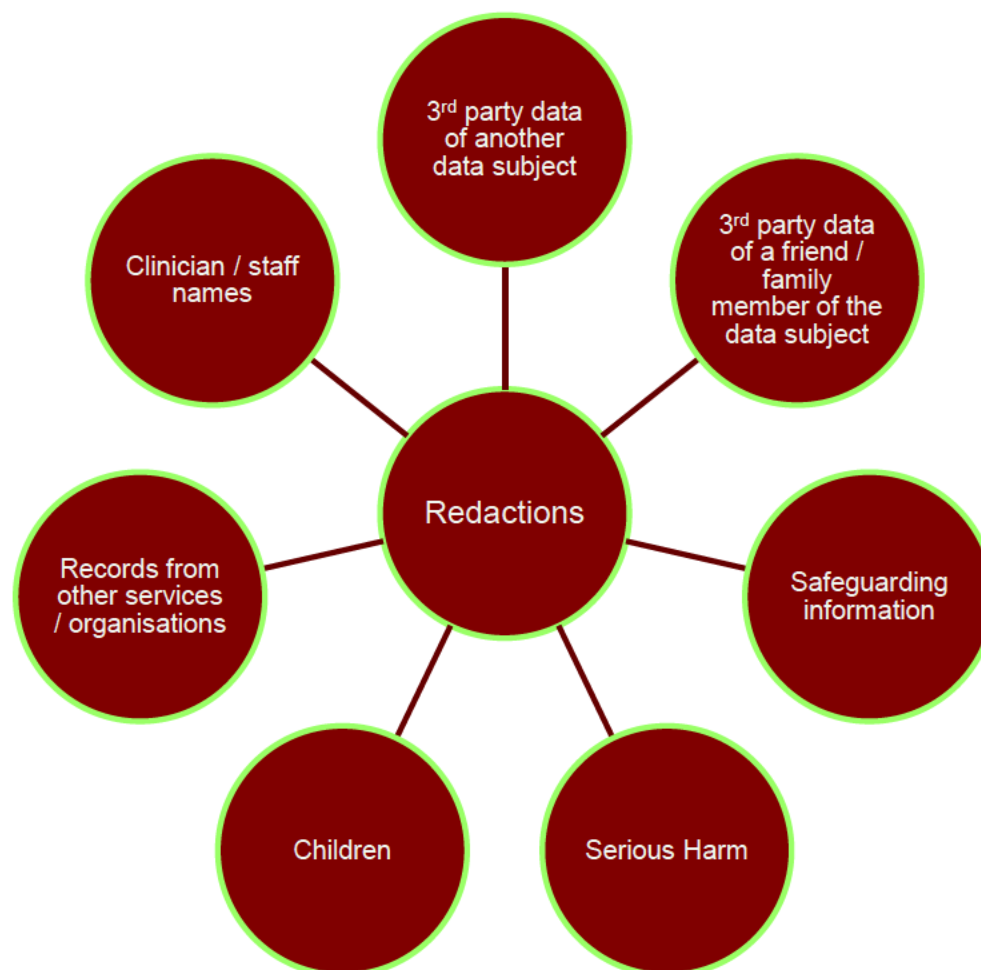 3rd party data
of another
data subject
3rd party data
of a friend /
family
member of the
data subject
Safeguarding
information
Serious Harm
Children
Records from
other services
/ organisations
Clinician / staff
names
Redactions